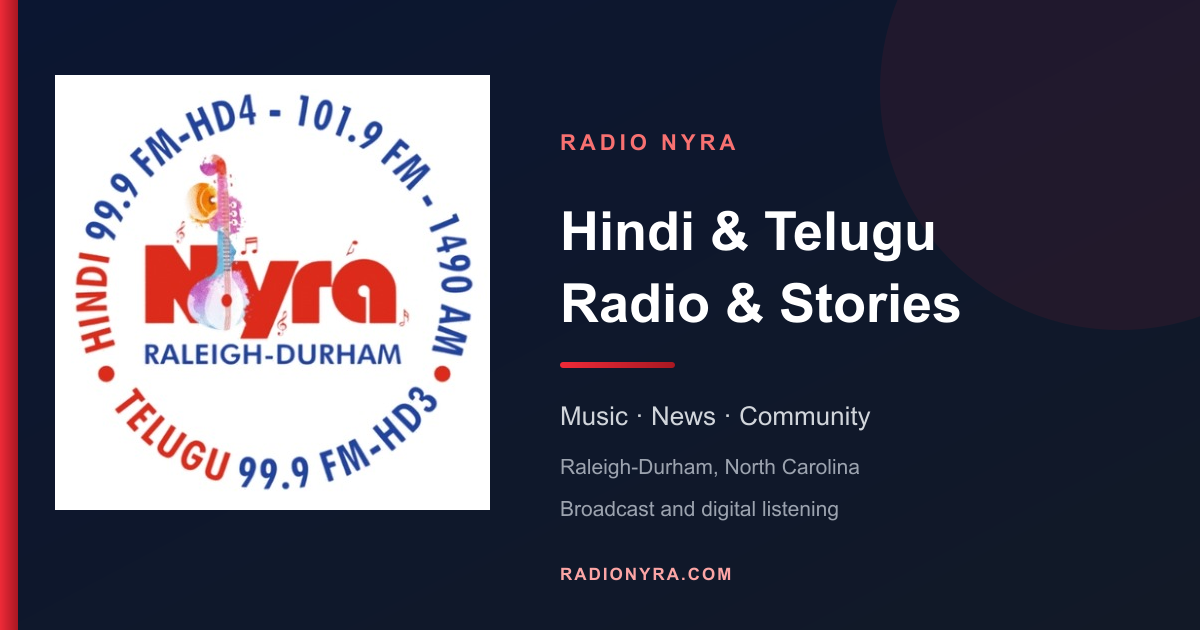 HINDI 99.9 FM-HD4 - 101.9 FM - 1490 AM
Nyra
RALEIGH-DURHAM
• TELUGU 99.9 FM-HD3 •
RADIO NYRA
Hindi & Telugu
Radio & Stories
Music · News · Community
Raleigh-Durham, North Carolina
Broadcast and digital listening
RADIONYRA.COM